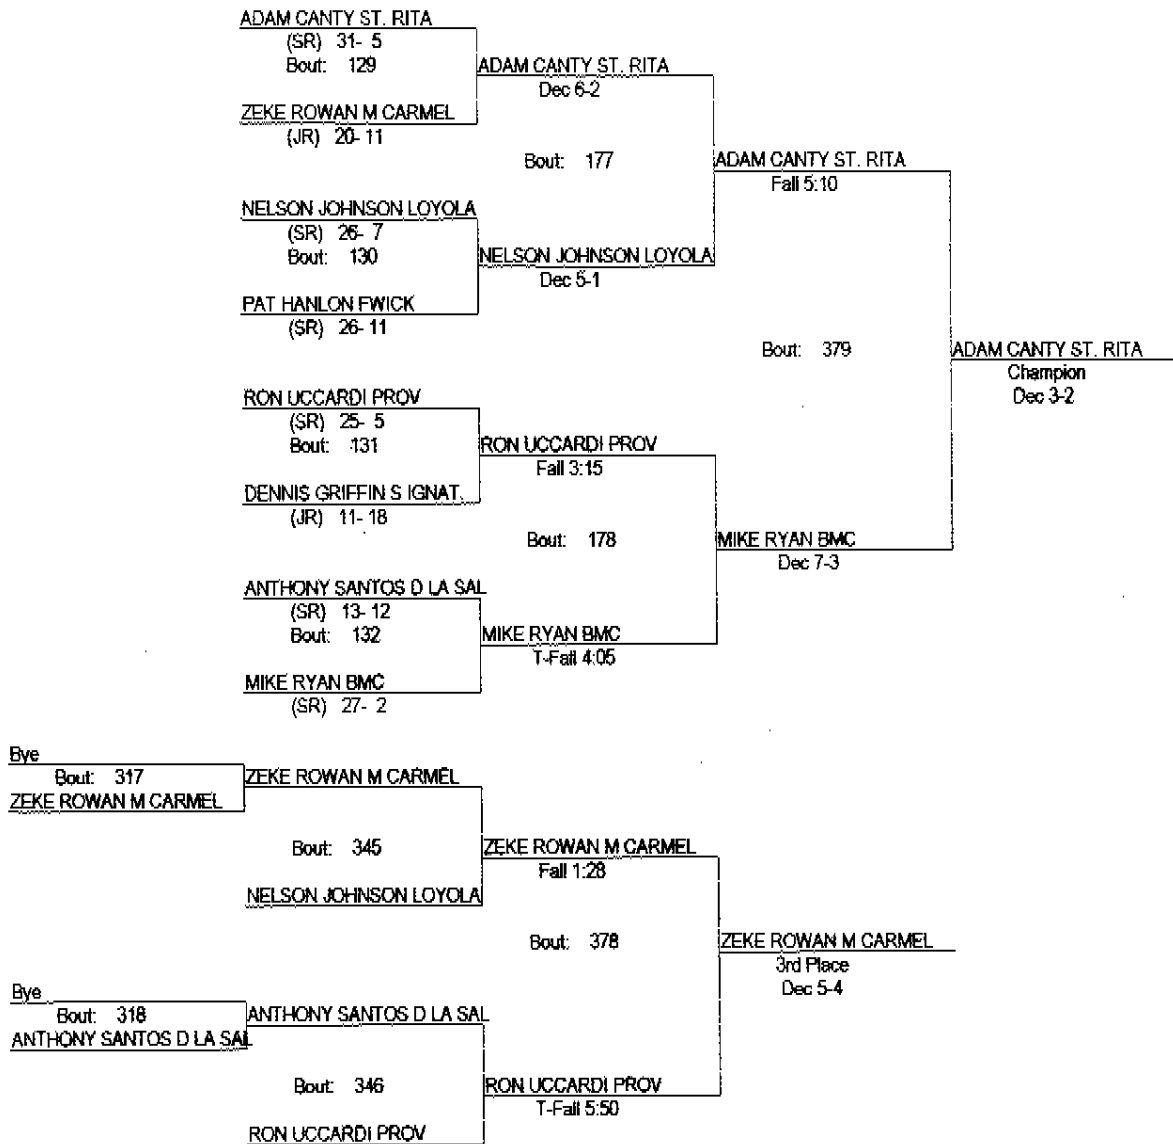 ADAM CANTY ST. RITA
(SR) 31- 5
Bout: 129
ADAM CANTY ST. RITA
Dec 6-2
ZEKE ROWAN M CARMEL
(JR) 20- 11
Bout: 177
ADAM CANTY ST. RITA
Fall 5:10
NELSON JOHNSON LOYOLA
(SR) 26- 7
Bout: 130
NELSON JOHNSON LOYOLA
Dec 5-1
PAT HANLON FWICK
(SR) 26- 11
Bout: 379
ADAM CANTY ST. RITA
Champion
Dec 3-2
RON UCCARDI PROV
(SR) 25- 5
Bout: 131
RON UCCARDI PROV
Fall 3:15
DENNIS GRIFFIN S IGNAT.
(JR) 11- 18
Bout: 178
MIKE RYAN BMC
Dec 7-3
ANTHONY SANTOS D LA SAL
(SR) 13- 12
Bout: 132
MIKE RYAN BMC
T-Fall 4:05
MIKE RYAN BMC
(SR) 27- 2
Bye
Bout: 317
ZEKE ROWAN M CARMEL
ZEKE ROWAN M CARMEL
Bout: 345
ZEKE ROWAN M CARMEL
Fall 1:28
NELSON JOHNSON LOYOLA
Bout: 378
ZEKE ROWAN M CARMEL
3rd Place
Dec 5-4
Bye
Bout: 318
ANTHONY SANTOS D LA SAL
ANTHONY SANTOS D LA SAL
Bout: 346
RON UCCARDI PROV
T-Fall 5:50
RON UCCARDI PROV